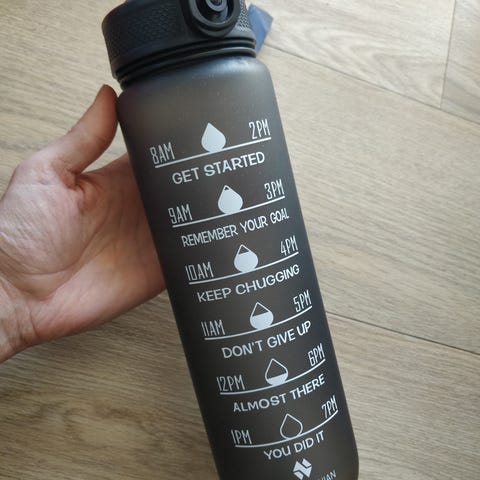 8AM 2PM
GET STARTED
9AM 3PM
REMEMBER YOUR GOAL
10AM 4PM
KEEP CHUGGING
11AM 5PM
DON'T GIVE UP
12PM 6PM
ALMOST THERE
1PM 7PM
YOU DID IT